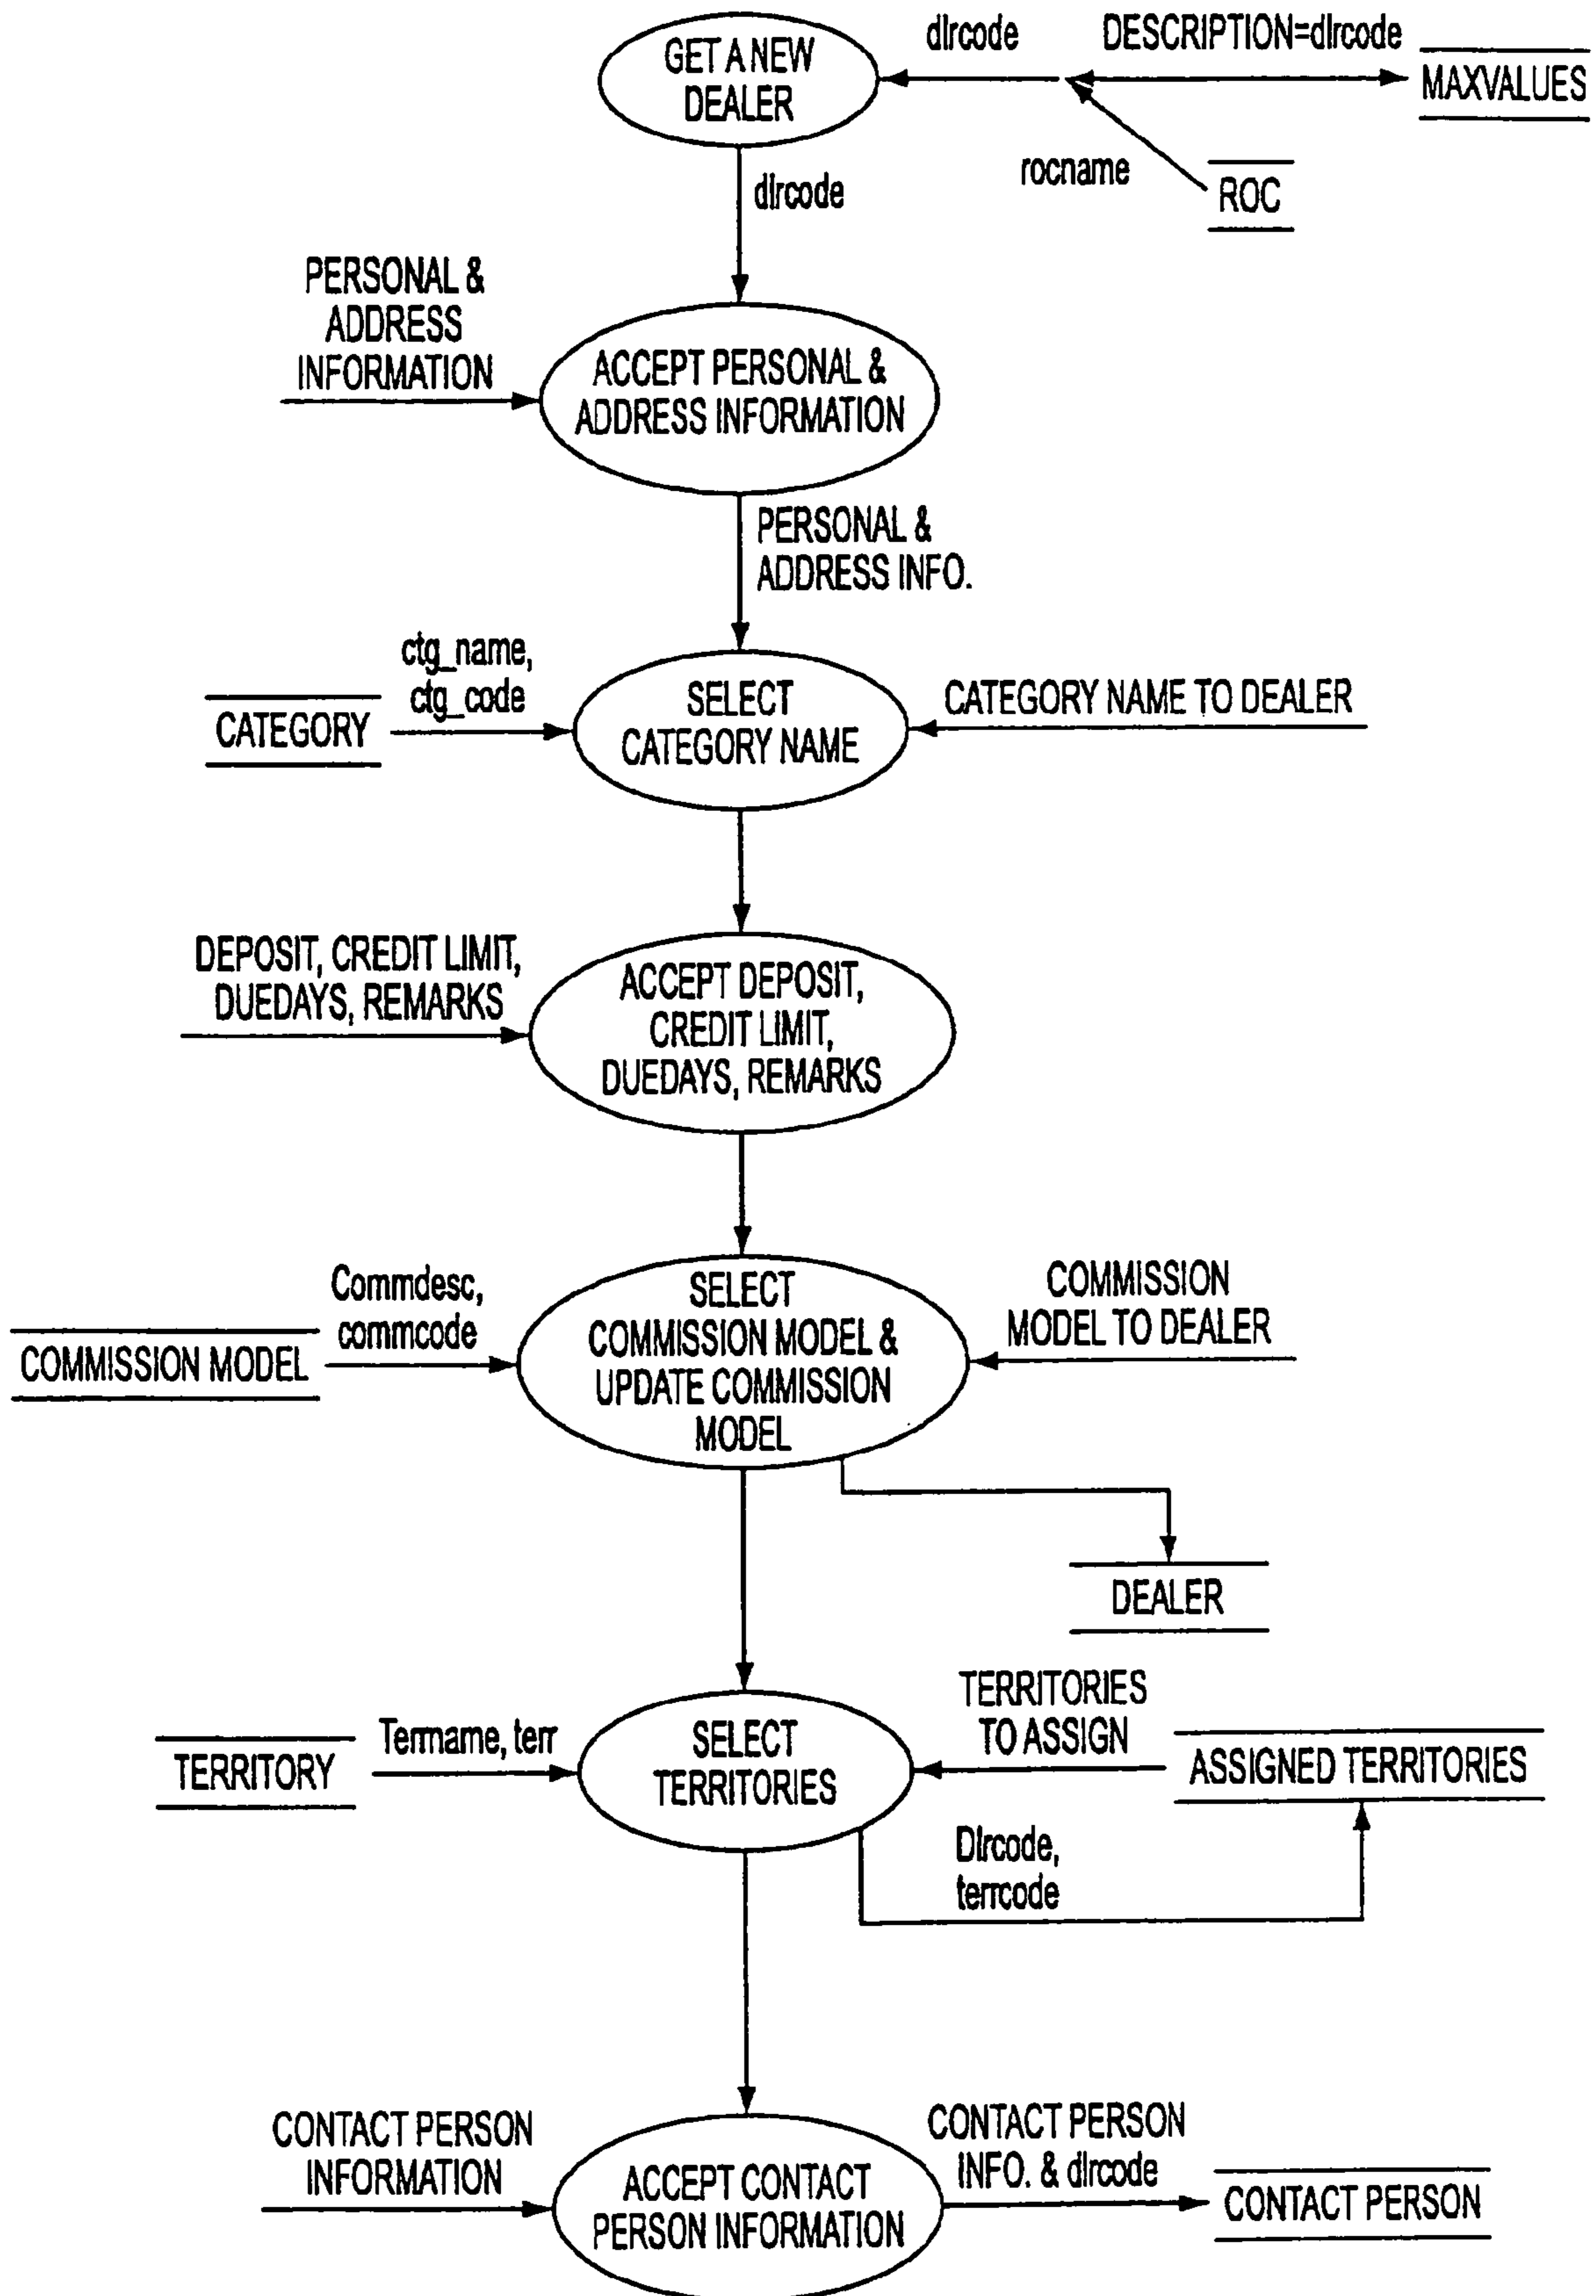 GET A NEW
DEALER
dlrcode
DESCRIPTION=dlrcode
MAXVALUES
rocname
ROC
dlrcode
PERSONAL &
ADDRESS
INFORMATION
ACCEPT PERSONAL &
ADDRESS INFORMATION
PERSONAL &
ADDRESS INFO.
ctg_name,
ctg_code
CATEGORY
SELECT
CATEGORY NAME
CATEGORY NAME TO DEALER
DEPOSIT, CREDIT LIMIT,
DUEDAYS, REMARKS
ACCEPT DEPOSIT,
CREDIT LIMIT,
DUEDAYS, REMARKS
Commdesc,
commcode
COMMISSION MODEL
SELECT
COMMISSION MODEL &
UPDATE COMMISSION
MODEL
COMMISSION
MODEL TO DEALER
DEALER
TERRITORY
Terrname, terr
SELECT
TERRITORIES
TERRITORIES
TO ASSIGN
ASSIGNED TERRITORIES
Dlrcode,
terrcode
CONTACT PERSON
INFORMATION
ACCEPT CONTACT
PERSON INFORMATION
CONTACT PERSON
INFO. & dlrcode
CONTACT PERSON